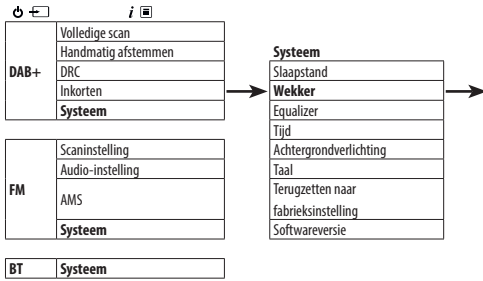 i
Volledige scan
Handmatig afstemmen
DAB+
DRC
Inkorten
Systeem
Scaninstelling
Audio-instelling
FM
AMS
Systeem
BT
Systeem
Systeem
Slaapstand
Wekker
Equalizer
Tijd
Achtergrondverlichting
Taal
Terugzetten naar
fabrieksinstelling
Softwareversie